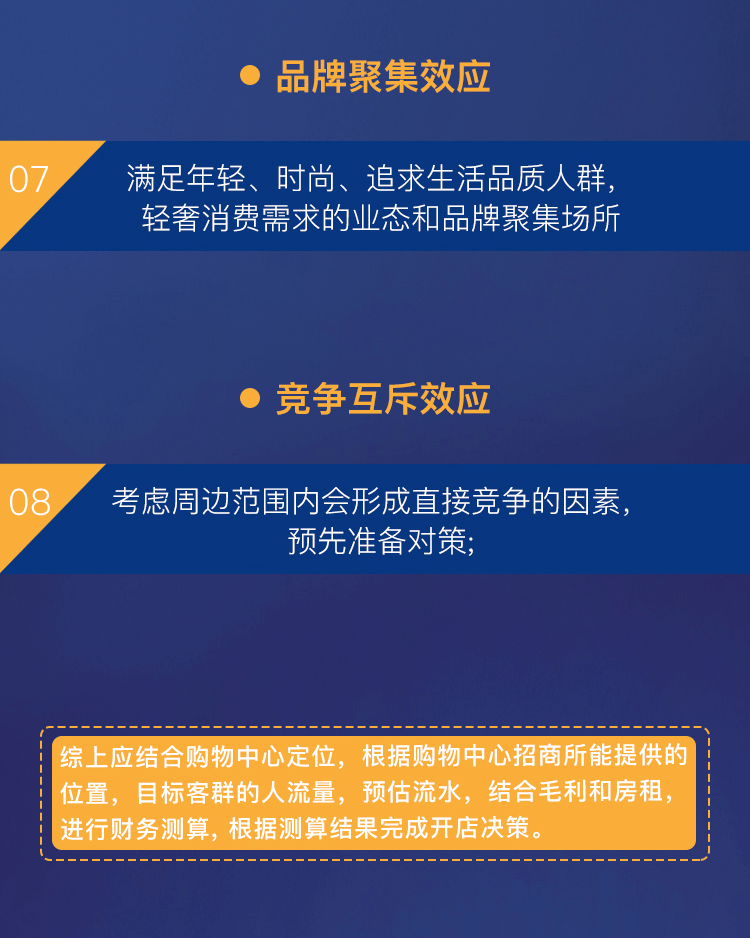 品牌聚集效应
07
满足年轻、时尚、追求生活品质人群，
轻奢消费需求的业态和品牌聚集场所
竞争互斥效应
08
考虑周边范围内会形成直接竞争的因素，
预先准备对策;
综上应结合购物中心定位，根据购物中心招商所能提供的
位置，目标客群的人流量，预估流水，结合毛利和房租，
进行财务测算, 根据测算结果完成开店决策。